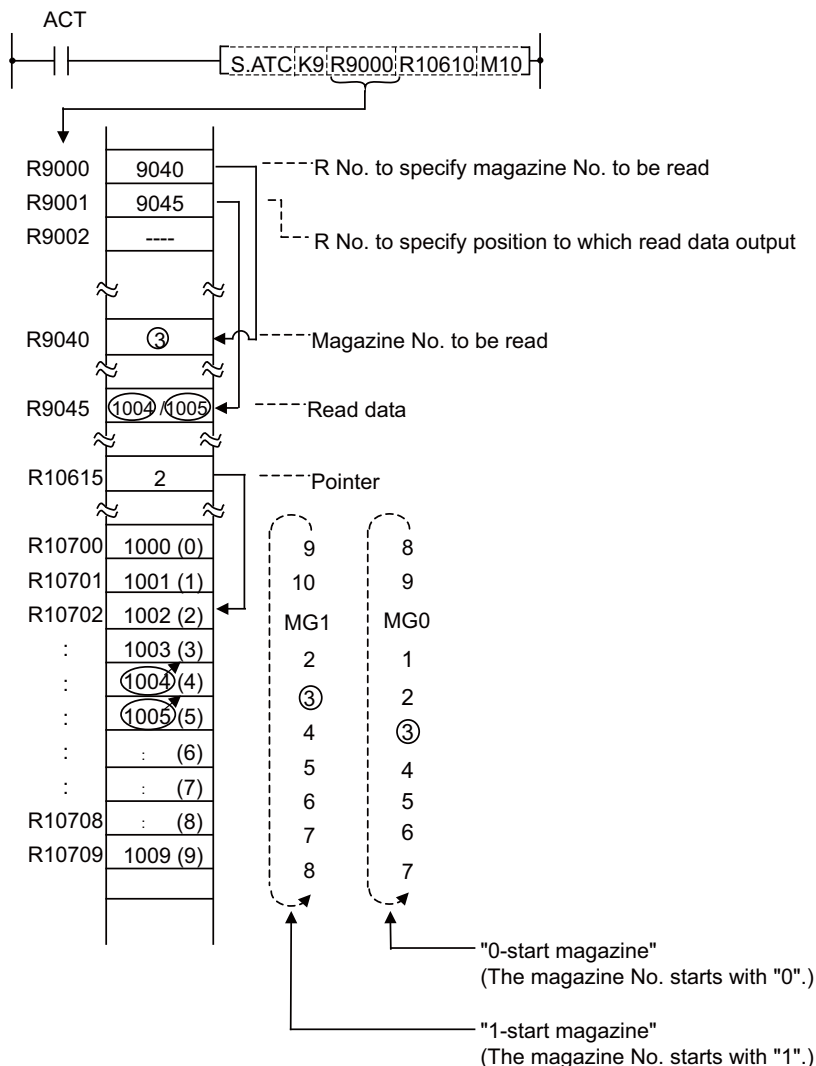 ACT
S.ATC K9 R9000 R10610 M10
R9000 9040 R No. to specify magazine No. to be read
R9001 9045
R9002 ---- R No. to specify position to which read data output
R9040 ③ Magazine No. to be read
R9045 1004 /1005 Read data
R10615 2 Pointer
R10700 1000 (0) 9 8
R10701 1001 (1) 10 9
R10702 1002 (2) MG1 MG0
: 1003 (3) 2 1
: 1004 (4) ③ 2
: 1005 (5) 4 ③
: : (6) 5 4
: : (7) 6 5
R10708 : (8) 7 6
R10709 1009 (9) 8 7
"0-start magazine"
(The magazine No. starts with "0".)
"1-start magazine"
(The magazine No. starts with "1".)